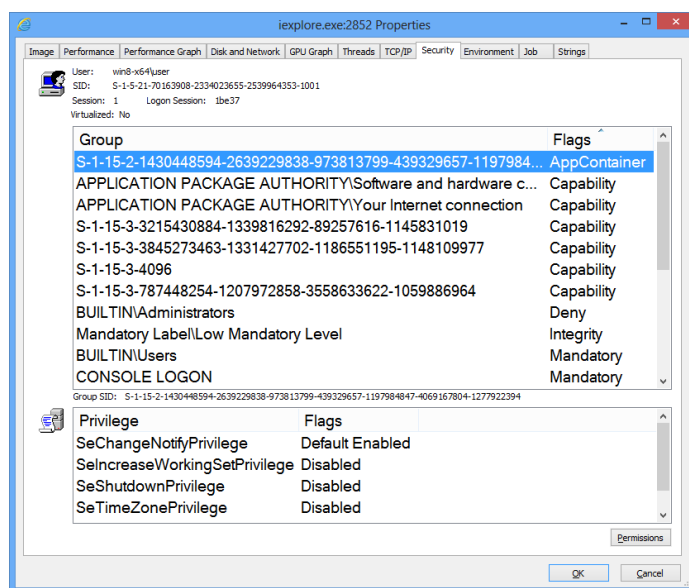 iexplore.exe:2852 Properties
Image Performance Performance Graph Disk and Network GPU Graph Threads TCP/IP Security Environment Job Strings
User: win8-x64\user
SID: S-1-5-21-70163908-2334023655-2539964353-1001
Session: 1 Logon Session: 1be37
Virtualized: No
Group Flags
S-1-15-2-1430448594-2639229838-973813799-439329657-1197984... AppContainer
APPLICATION PACKAGE AUTHORITY\Software and hardware c... Capability
APPLICATION PACKAGE AUTHORITY\Your Internet connection Capability
S-1-15-3-3215430884-1339816292-89257616-1145831019 Capability
S-1-15-3-3845273463-1331427702-1186551195-1148109977 Capability
S-1-15-3-4096 Capability
S-1-15-3-787448254-1207972858-3558633622-1059886964 Capability
BUILTIN\Administrators Deny
Mandatory Label\Low Mandatory Level Integrity
BUILTIN\Users Mandatory
CONSOLE LOGON Mandatory
Group SID: S-1-15-2-1430448594-2639229838-973813799-439329657-1197984847-4069167804-1277922394
Privilege Flags
SeChangeNotifyPrivilege Default Enabled
SeIncreaseWorkingSetPrivilege Disabled
SeShutdownPrivilege Disabled
SeTimeZonePrivilege Disabled
Permissions
OK Cancel